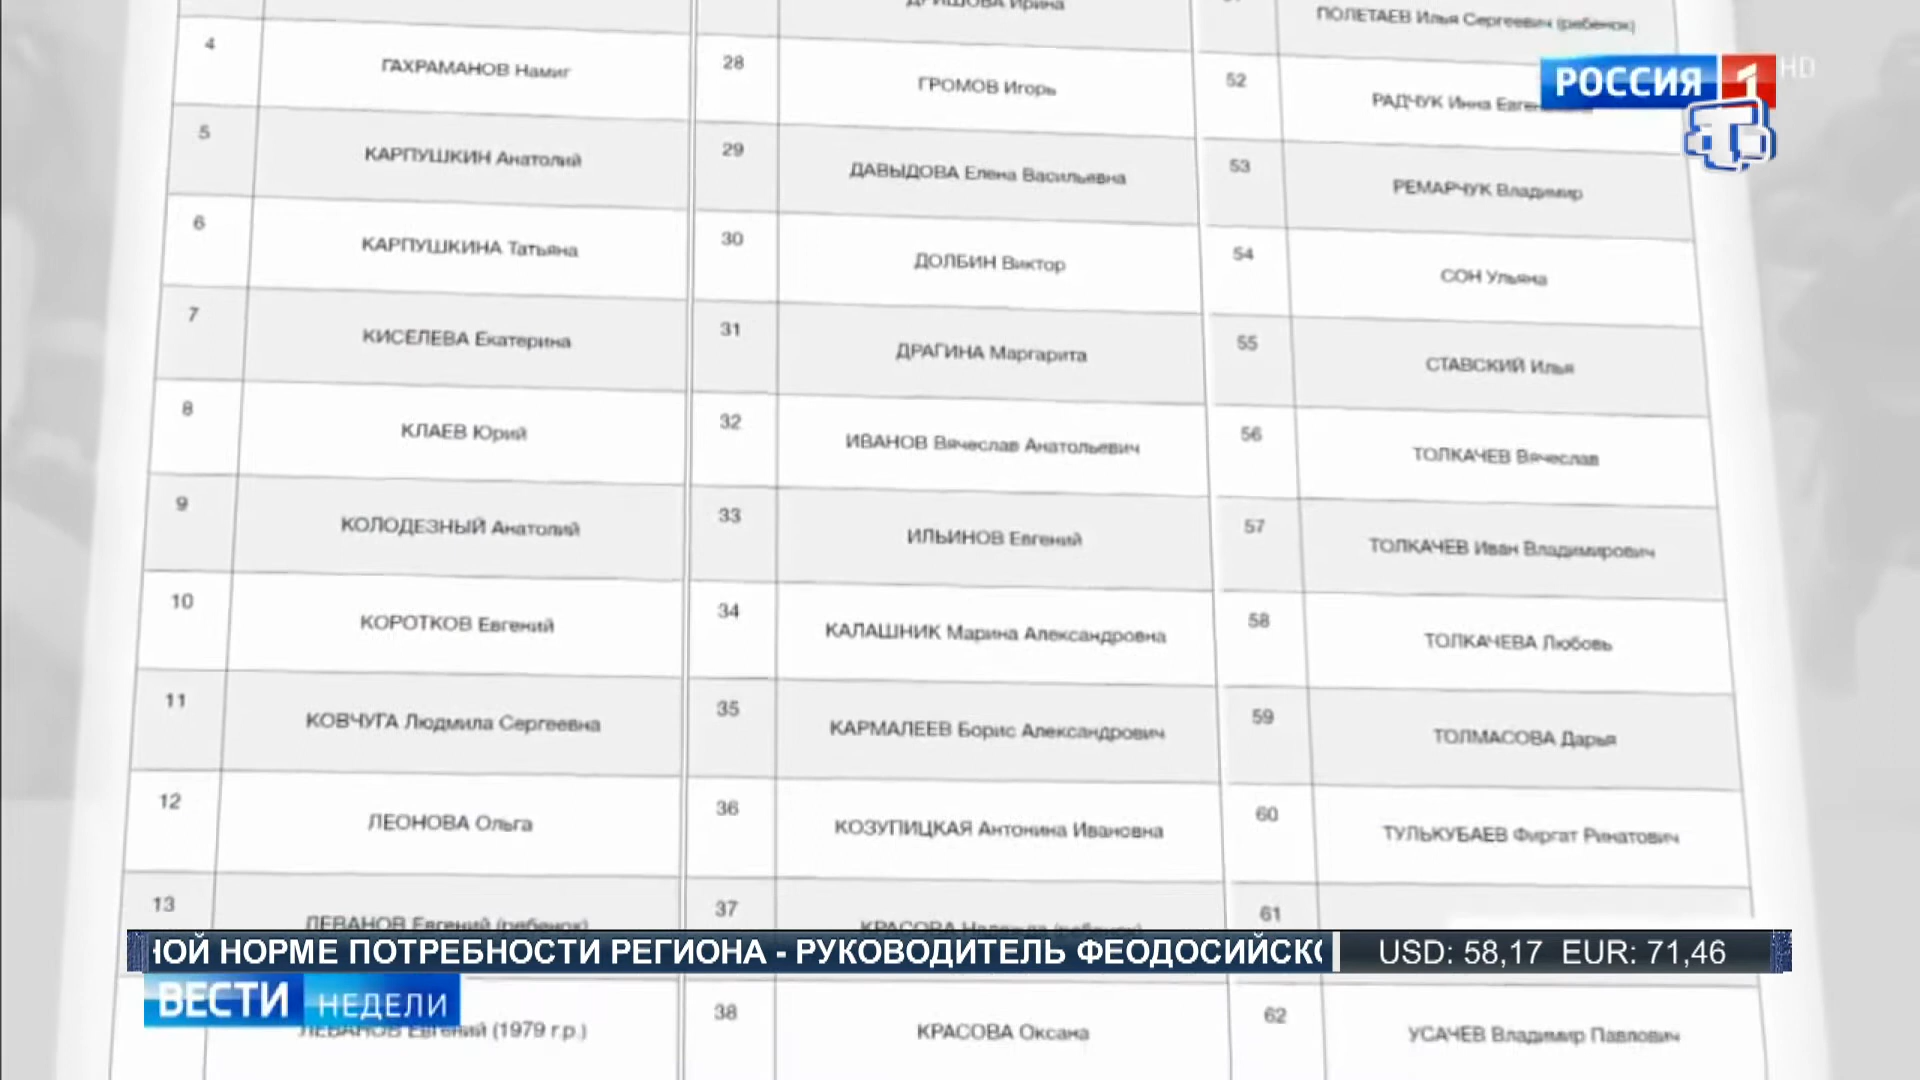 ПОЛЕТАЕВ Илья Сергеевич (ребенок)
4 ГАХРАМАНОВ Намиг 28 ГРОМОВ Игорь 52 РАДЧУК Инна
5 КАРПУШКИН Анатолий 29 ДАВЫДОВА Елена Васильевна 53 РЕМАРЧУК Владимир
6 КАРПУШКИНА Татьяна 30 ДОЛБИН Виктор 54 СОН Ульяна
7 КИСЕЛЕВА Екатерина 31 ДРАГИНА Маргарита 55 СТАВСКИЙ Илья
8 КЛАЕВ Юрий 32 ИВАНОВ Вячеслав Анатольевич 56 ТОЛКАЧЕВ Вячеслав
9 КОЛОДЕЗНЫЙ Анатолий 33 ИЛЬИНОВ Евгений 57 ТОЛКАЧЕВ Иван Владимирович
10 КОРОТКОВ Евгений 34 КАЛАШНИК Марина Александровна 58 ТОЛКАЧЕВА Любовь
11 КОВЧУГА Людмила Сергеевна 35 КАРМАЛЕЕВ Борис Александрович 59 ТОЛМАСОВА Дарья
12 ЛЕОНОВА Ольга 36 КОЗУПИЦКАЯ Антонина Ивановна 60 ТУЛЬКУБАЕВ Фиргат Ринатович
13 ЛЕВАНОВ Евгений (ребенок) 37 КРАСОВА Надежда (ребенок) 61
ЛЕВАНОВ Евгений (1979 г.р.) 38 КРАСОВА Оксана 62 УСАЧЕВ Владимир Павлович
РОССИЯ 1 HD
НОЙ НОРМЕ ПОТРЕБНОСТИ РЕГИОНА - РУКОВОДИТЕЛЬ ФЕОДОСИЙСКО USD: 58,17 EUR: 71,46
ВЕСТИ НЕДЕЛИ